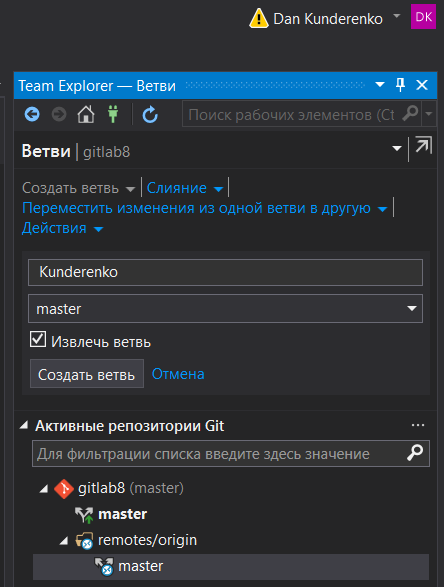 Dan Kunderenko DK
Team Explorer — Ветви
Поиск рабочих элементов (Ct
Ветви | gitlab8
Создать ветвь | Слияние |
Переместить изменения из одной ветви в другую |
Действия
Kunderenko
master
Извлечь ветвь
Создать ветвь Отмена
Активные репозитории Git ...
Для фильтрации списка введите здесь значение
gitlab8 (master)
master
remotes/origin
master